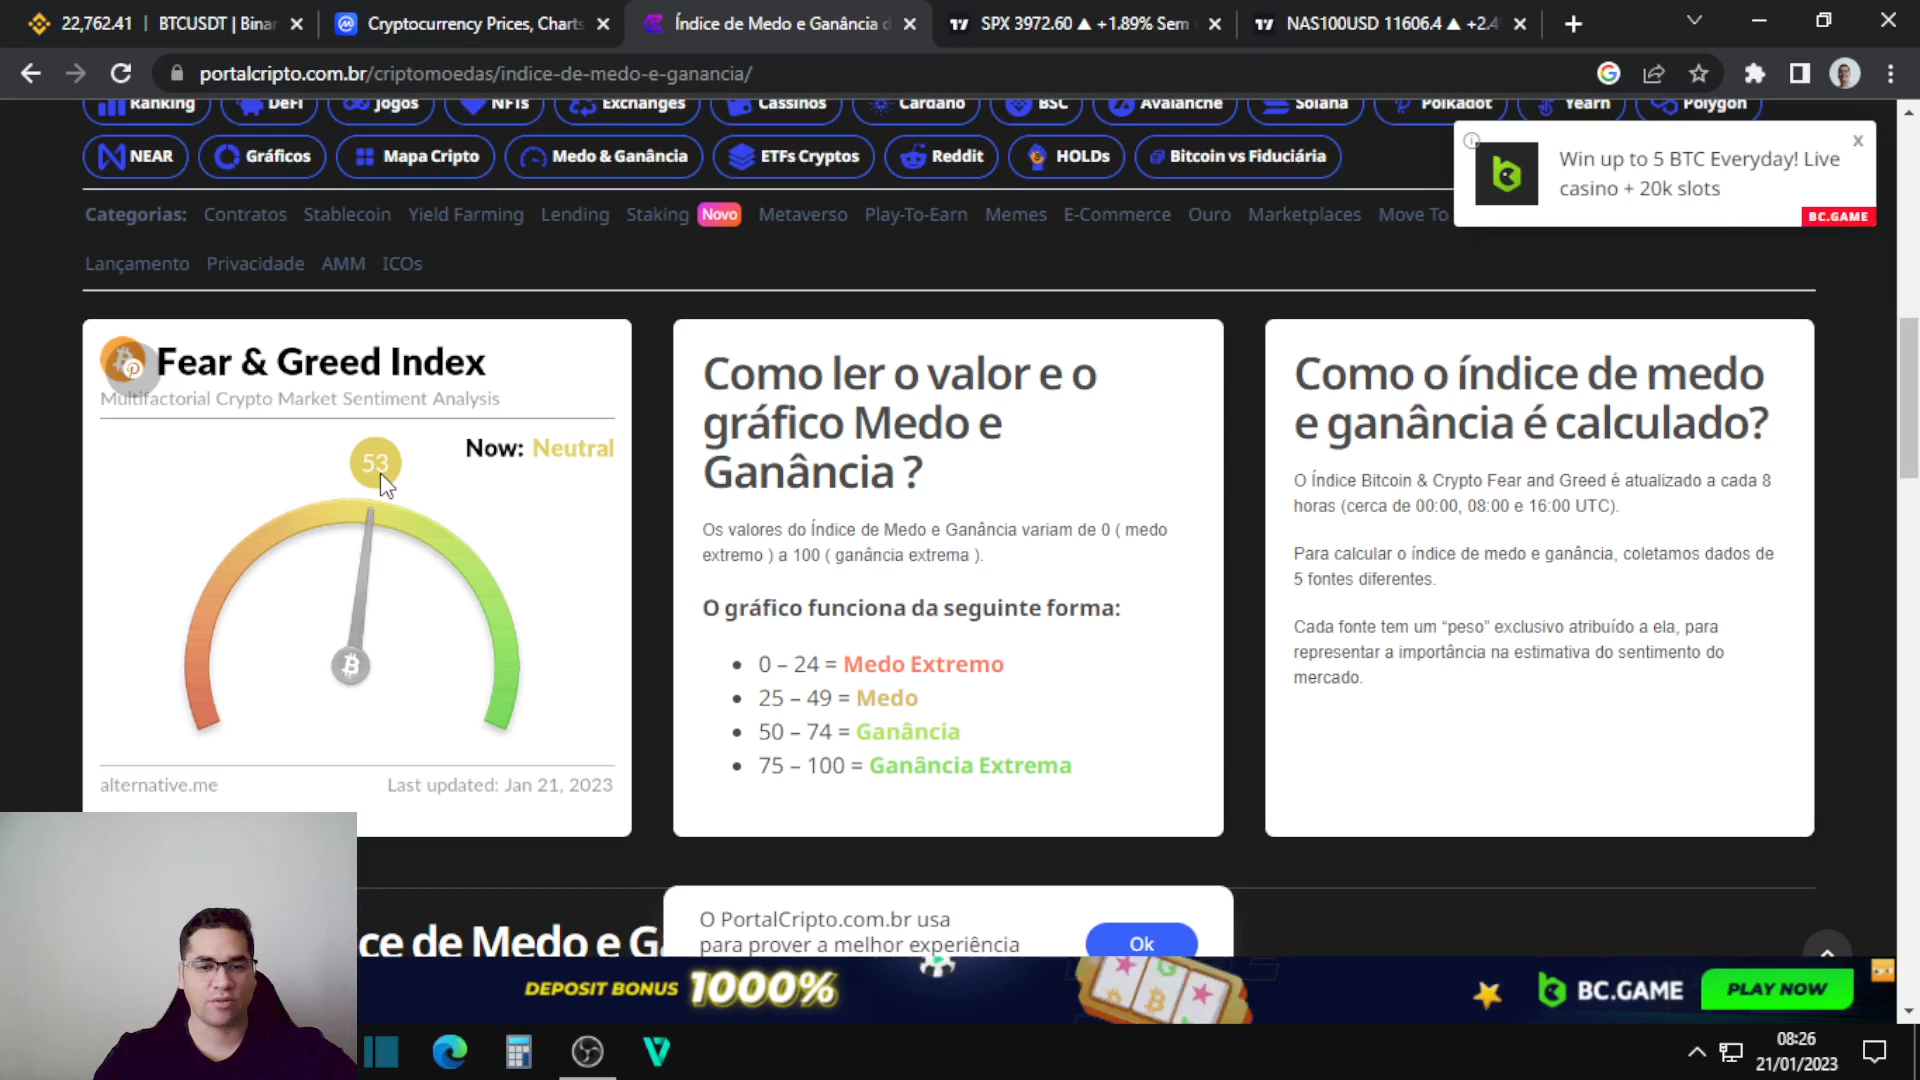 22,762.41 | BTCUSDT | Binan
Cryptocurrency Prices, Charts
Índice de Medo e Ganância d
SPX 3972.60 ▲ +1.89% Sem
NAS100USD 11606.4 ▲ +2.4
portalcripto.com.br/criptomoedas/indice-de-medo-e-ganancia/
Ranking DeFi Jogos NFTs Exchanges Cassinos Cardano BSC Avalanche Solana Polkadot Yearn Polygon
NEAR Gráficos Mapa Cripto Medo & Ganância ETFs Cryptos Reddit HOLDs Bitcoin vs Fiduciária
Win up to 5 BTC Everyday! Live
casino + 20k slots
X
BC.GAME
Categorias: Contratos Stablecoin Yield Farming Lending Staking Novo Metaverso Play-To-Earn Memes E-Commerce Ouro Marketplaces Move To
Lançamento Privacidade AMM ICOs
Fear & Greed Index
Multifactorial Crypto Market Sentiment Analysis
Now: Neutral
53
alternative.me
Last updated: Jan 21, 2023
Como ler o valor e o
gráfico Medo e
Ganância ?
Os valores do Índice de Medo e Ganância variam de 0 ( medo
extremo ) a 100 ( ganância extrema ).
O gráfico funciona da seguinte forma:
• 0 – 24 = Medo Extremo
• 25 – 49 = Medo
• 50 – 74 = Ganância
• 75 – 100 = Ganância Extrema
Como o índice de medo
e ganância é calculado?
O Índice Bitcoin & Crypto Fear and Greed é atualizado a cada 8
horas (cerca de 00:00, 08:00 e 16:00 UTC).
Para calcular o índice de medo e ganância, coletamos dados de
5 fontes diferentes.
Cada fonte tem um “peso” exclusivo atribuído a ela, para
representar a importância na estimativa do sentimento do
mercado.
ce de Medo e G
O PortalCripto.com.br usa
para prover a melhor experiência
Ok
DEPOSIT BONUS 1000%
BC.GAME
PLAY NOW
08:26
21/01/2023